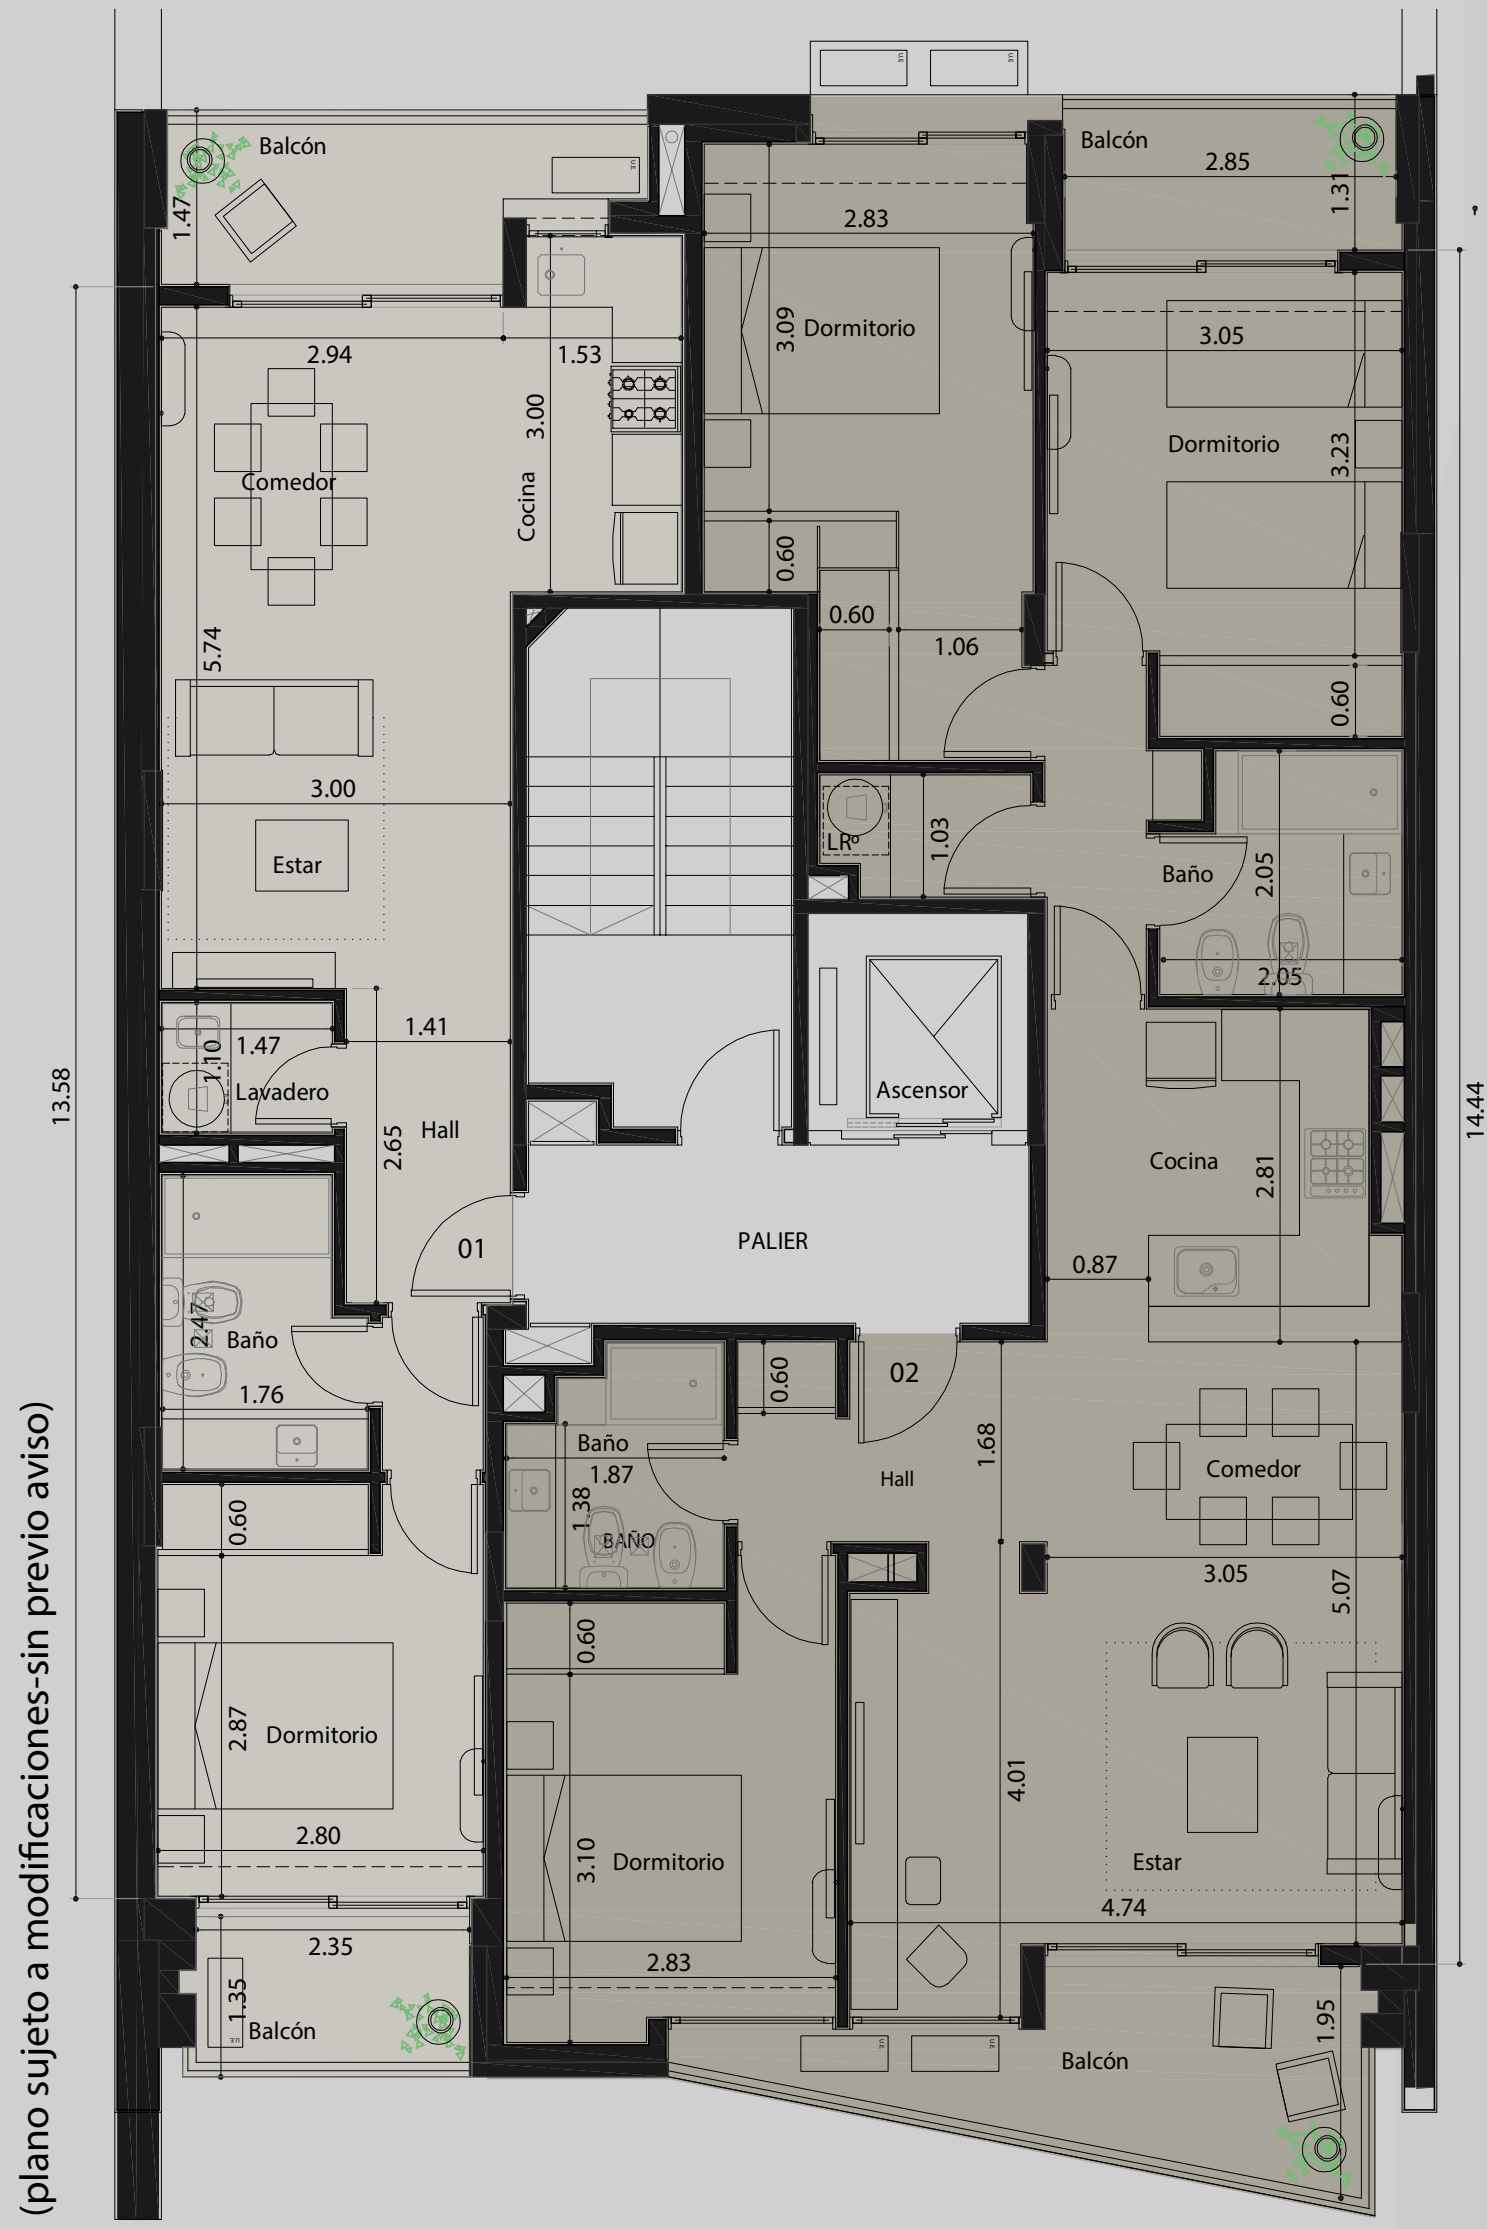 Balcón
1.47
2.94
1.53
3.00
Cocina
Comedor
5.74
3.00
Estar
1.47
1.10
Lavadero
1.41
2.65
Hall
13.58
01
2.47
Baño
1.76
0.60
2.87
Dormitorio
2.80
2.35
1.35
Balcón
2.83
3.09
Dormitorio
0.60
0.60
1.06
LRº
1.03
Ascensor
PALIER
Balcón
2.85
1.31
3.05
Dormitorio
3.23
0.60
Baño
2.05
2.05
14.44
Cocina
2.81
0.87
02
0.60
Baño
1.87
1.38
BAÑO
Hall
1.68
Comedor
3.05
5.07
0.60
3.10
Dormitorio
2.83
4.01
Estar
4.74
1.95
Balcón
(plano sujeto a modificaciones-sin previo aviso)